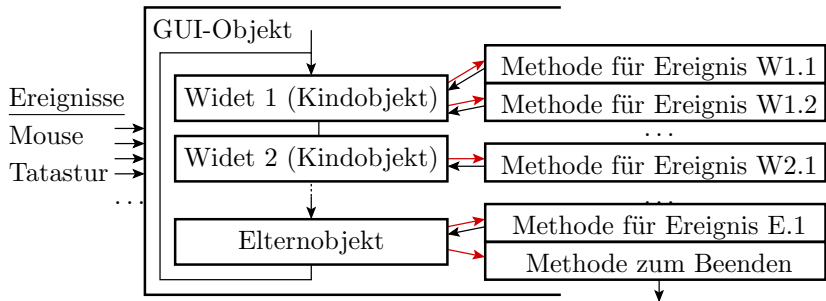 GUI-Objekt
Ereignisse
Mouse
Tatastur
...
Widet 1 (Kindobjekt)
Widet 2 (Kindobjekt)
Elternobjekt
Methode für Ereignis W1.1
Methode für Ereignis W1.2
...
Methode für Ereignis W2.1
...
Methode für Ereignis E.1
Methode zum Beenden